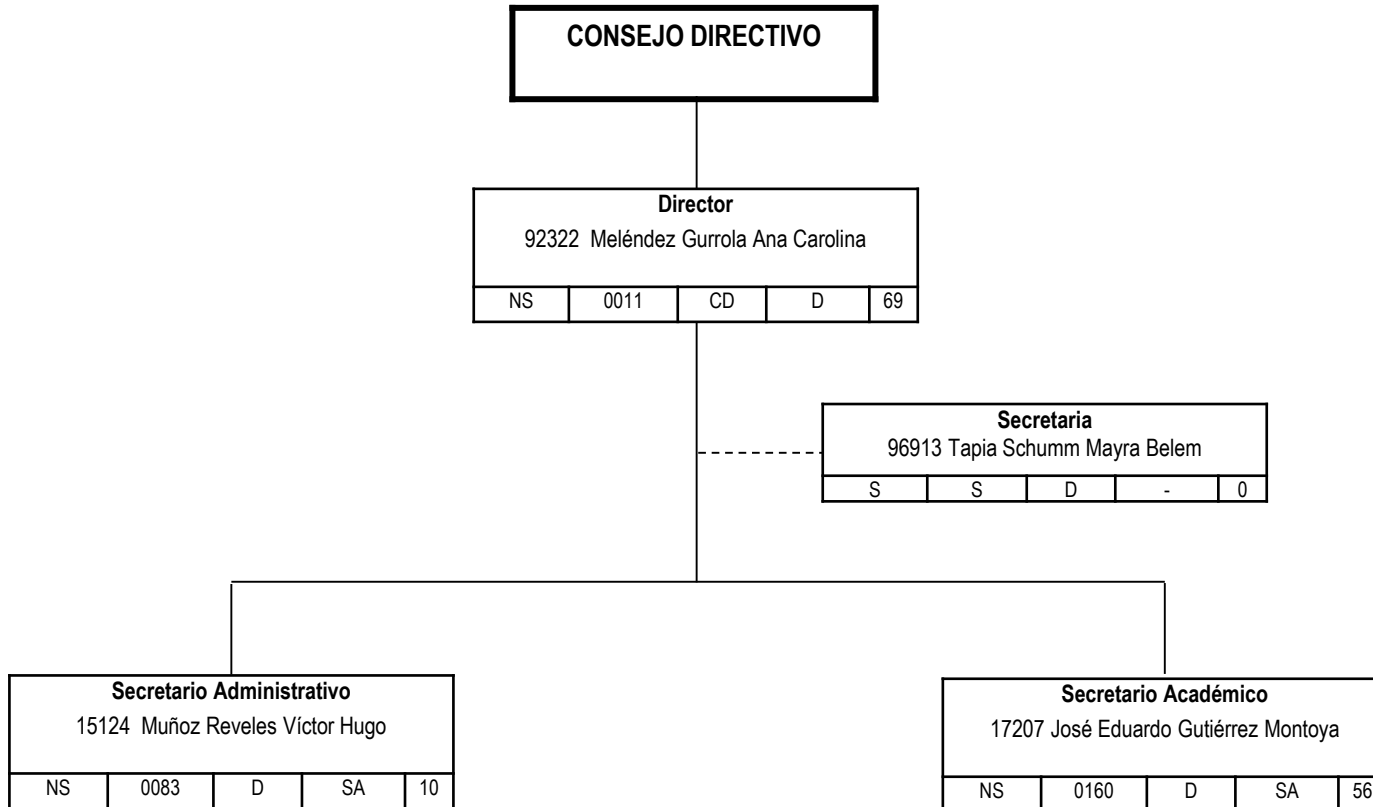 CONSEJO DIRECTIVO
Director
92322 Meléndez Gurrola Ana Carolina
NS 0011 CD D 69
Secretaria
96913 Tapia Schumm Mayra Belem
S S D - 0
Secretario Administrativo
15124 Muñoz Reveles Víctor Hugo
NS 0083 D SA 10
Secretario Académico
17207 José Eduardo Gutiérrez Montoya
NS 0160 D SA 56